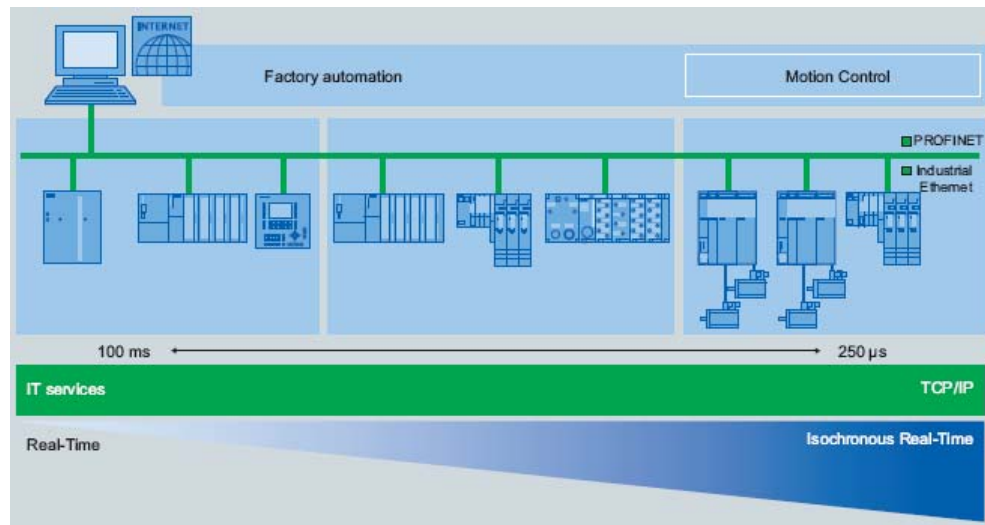 INTERNET
Factory automation
Motion Control
PROFINET
Industrial
Ethernet
100 ms
250 µs
IT services
TCP/IP
Real-Time
Isochronous Real-Time